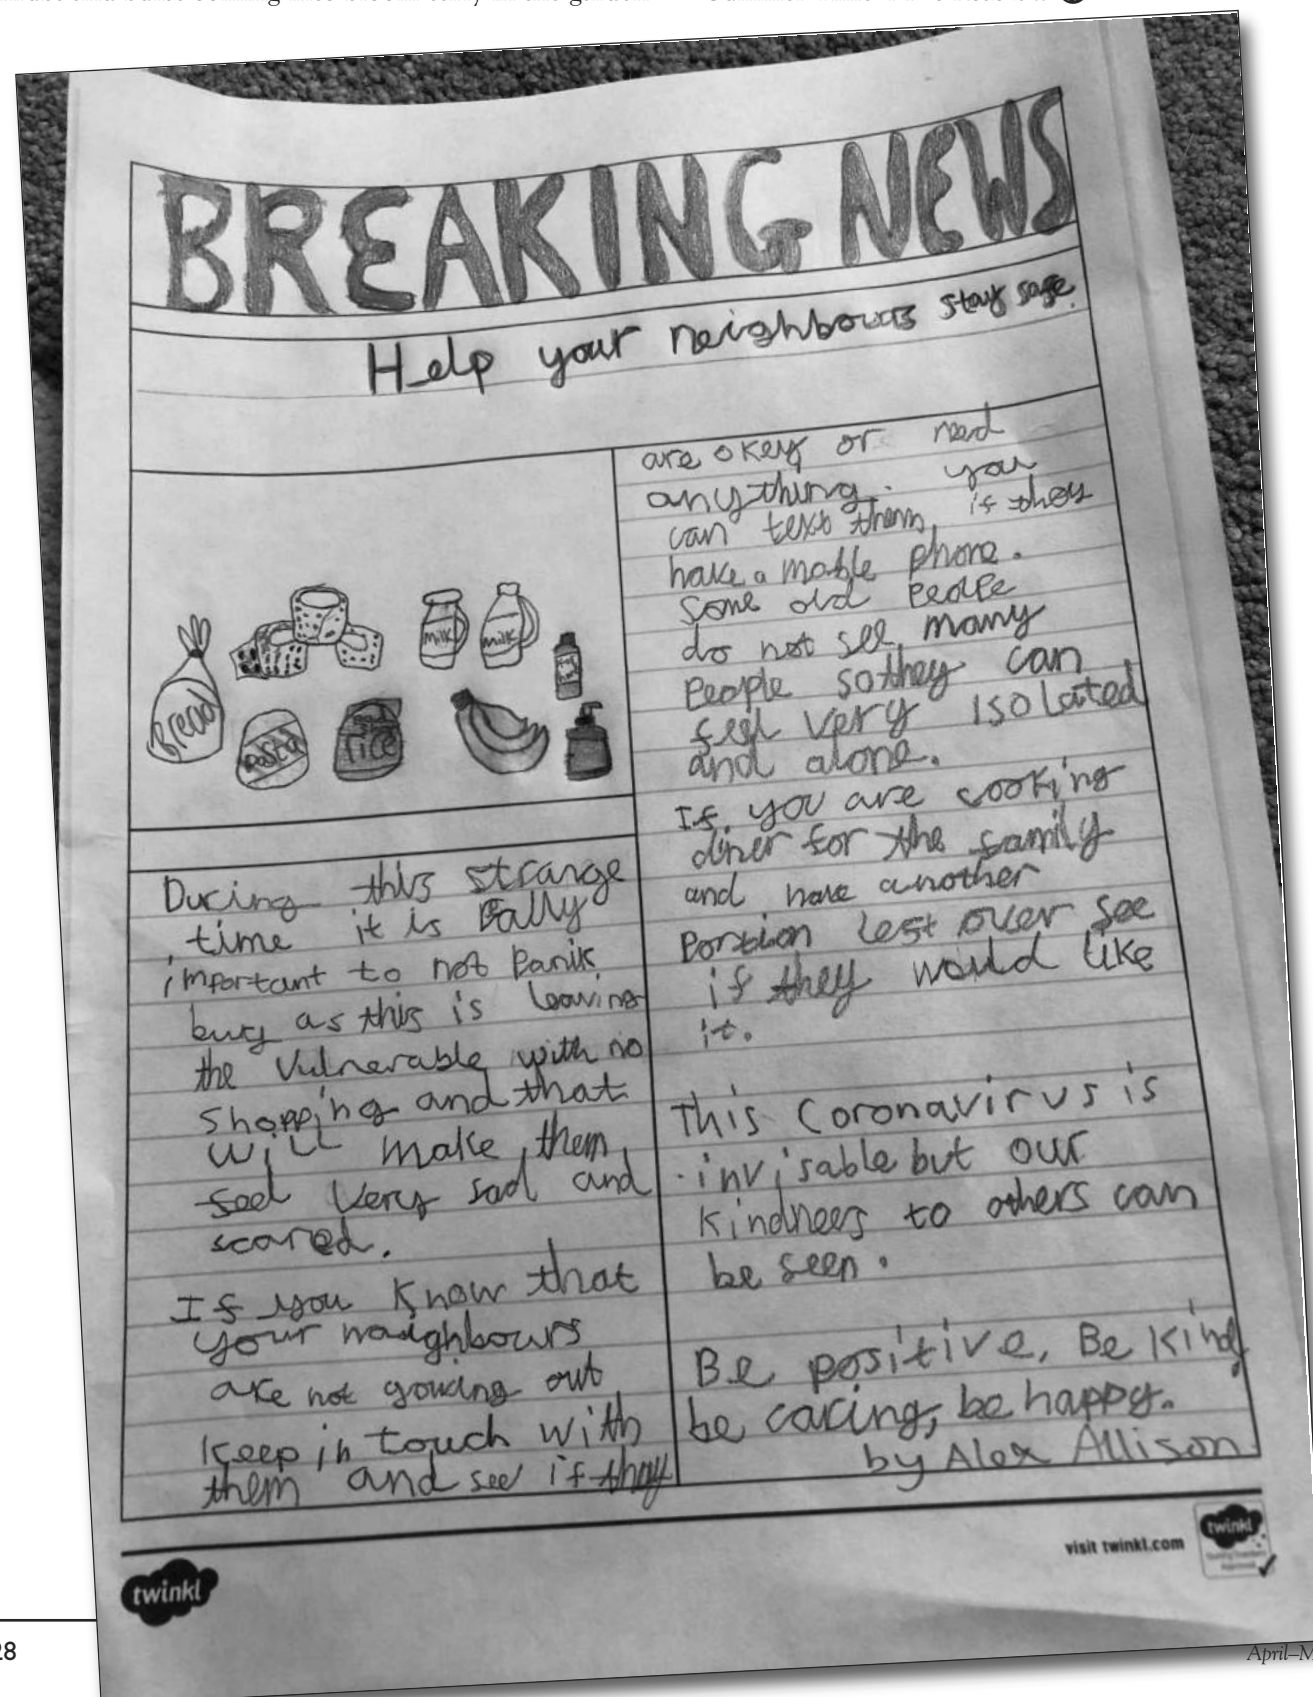 BREAKING NEWS
Help your neighbours stay safe.
Bread
Pasta
rice
milk
milk
During this strange
time it is Really
important to not Panik
buy as this is leaving
the Vulnerable with no
Shopping and that
will make them
feel Very sad and
scared.
If you know that
your naighbours
are not gowing out
keep in touch with
them and see if thay
are okey or need
anything. you
can text them, if they
have a moble phone.
Some old People
do not see many
People so they can
feel very isolated
and alone.
If you are cooking
diner for the family
and have another
Portion left over see
if they would like
it.
This Coronavirus is
invisable but our
kindnees to others can
be seen.
Be positive, Be kind,
be caring, be happy.
by Alex Allison
twinkl
visit twinkl.com
twinkl
28